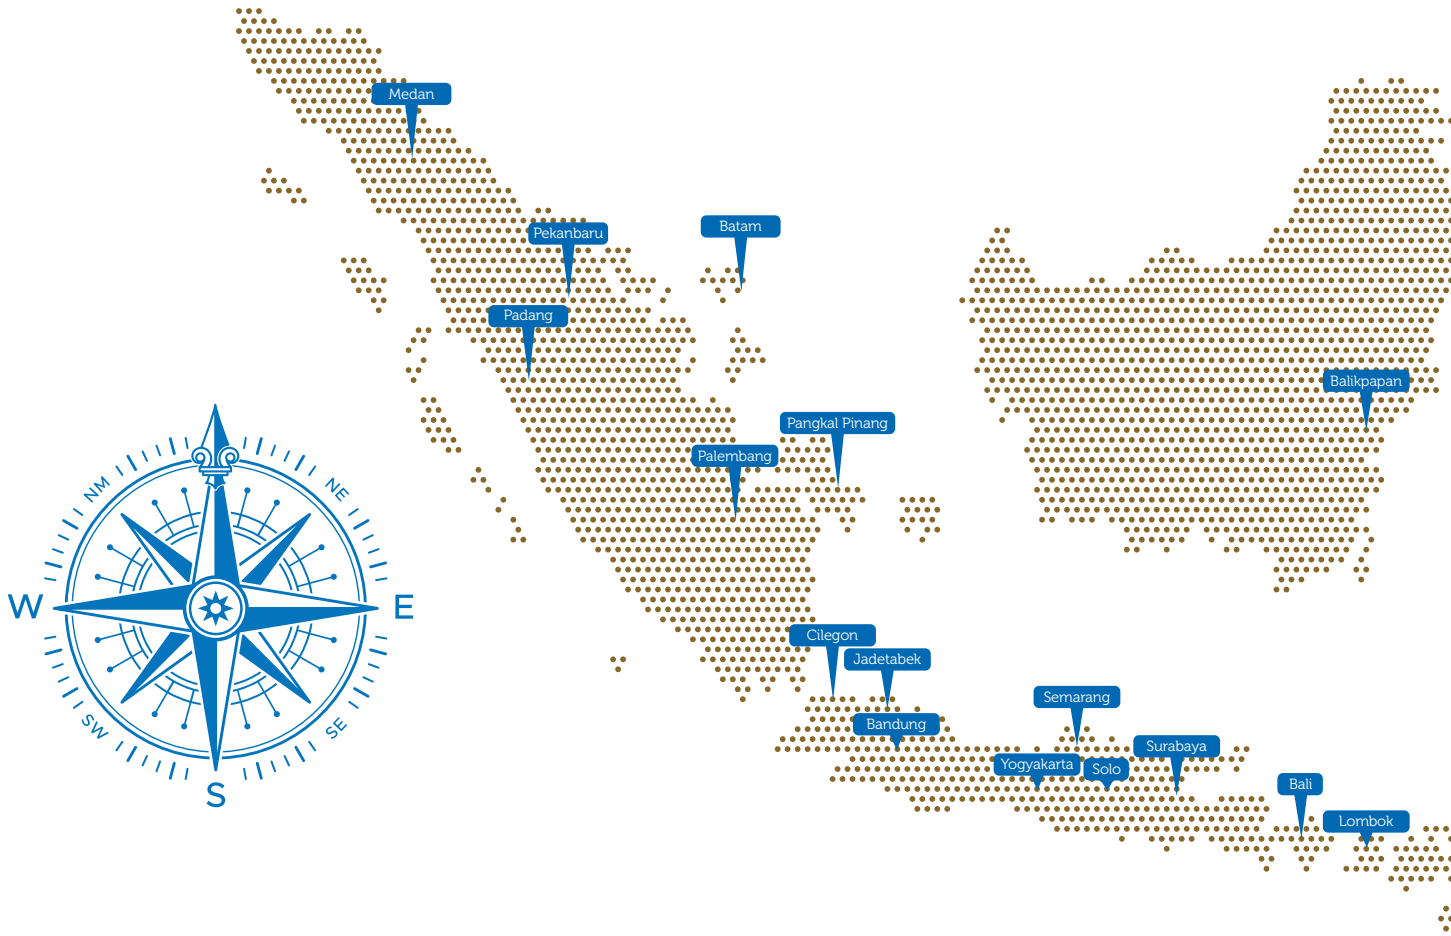 Medan
Batam
Pekanbaru
Padang
Balikpapan
Pangkal Pinang
Palembang
NM
NE
W
E
SW
SE
S
Cilegon
Jadetabek
Semarang
Bandung
Surabaya
Yogyakarta
Solo
Bali
Lombok